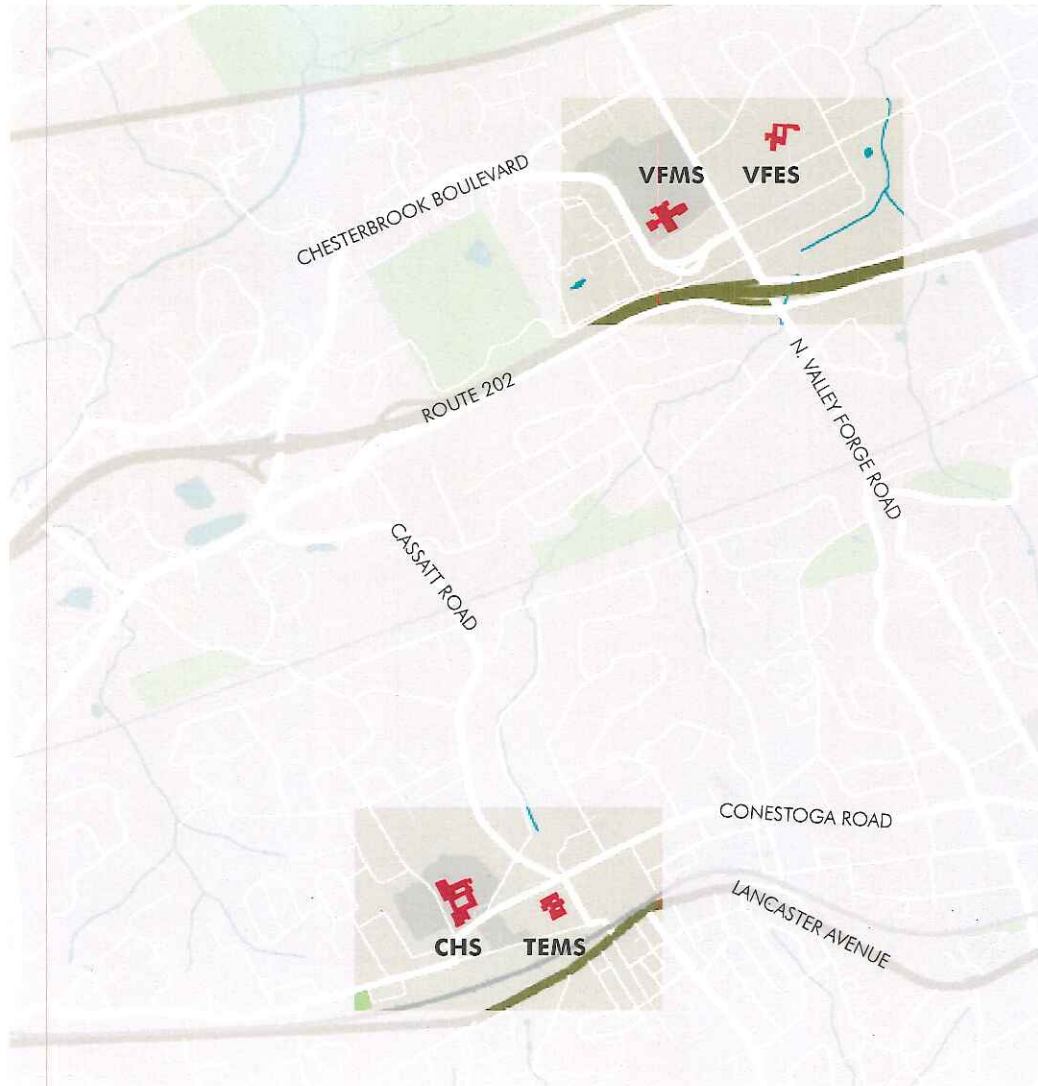 VFMS
VFES
CHESTERBROOK BOULEVARD
ROUTE 202
N. VALLEY FORGE ROAD
CASSATT ROAD
CONESTOGA ROAD
LANCASTER AVENUE
CHS
TEMS